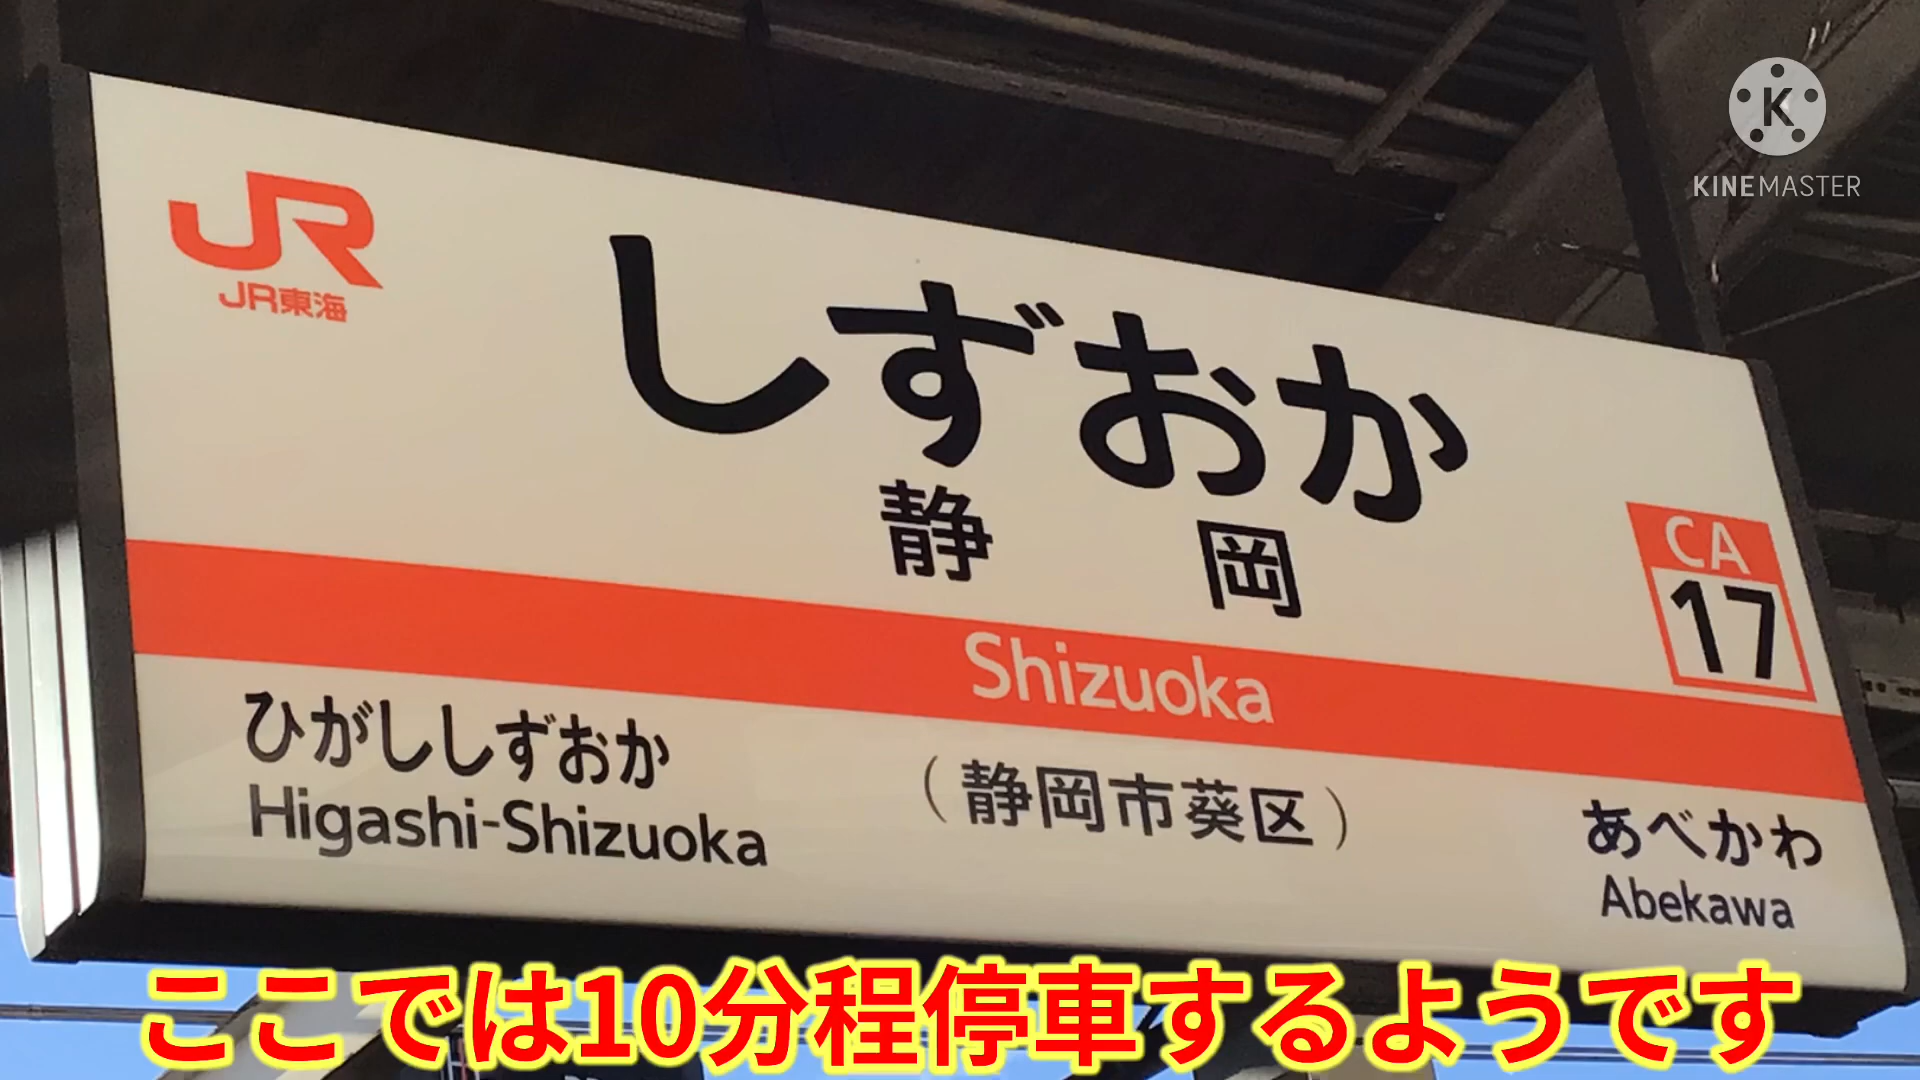 K
KINEMASTER
JR
JR東海
しずおか
静岡
CA
17
Shizuoka
ひがししずおか
Higashi-Shizuoka
（静岡市葵区）
あべかわ
Abekawa
ここでは10分程停車するようです